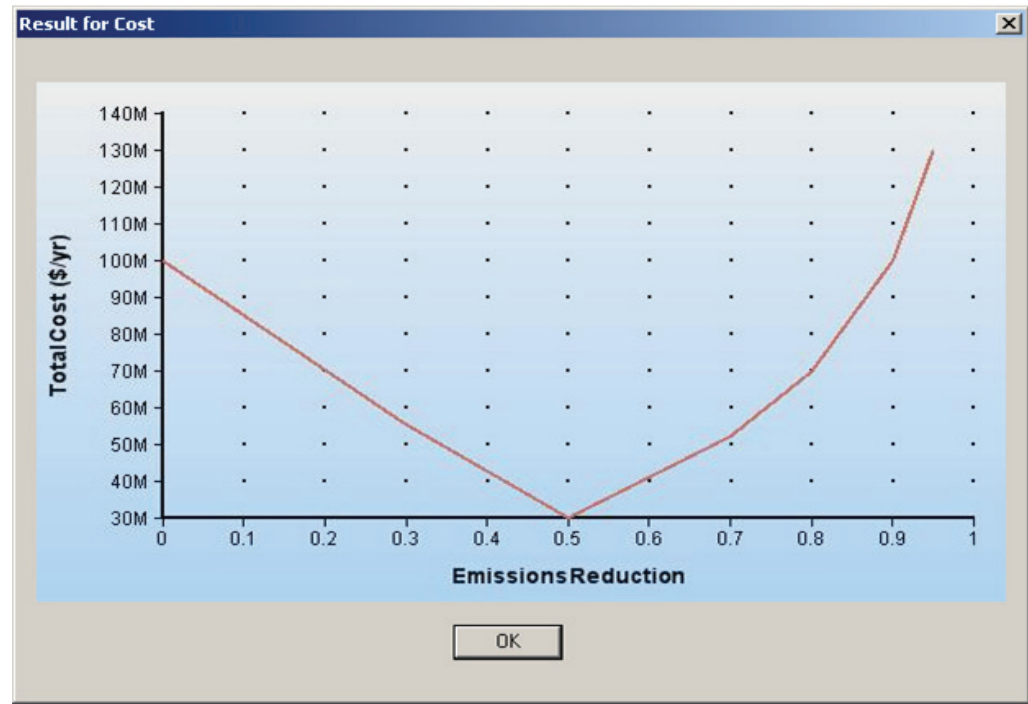 Result for Cost
140M
130M
120M
110M
100M
90M
80M
70M
60M
50M
40M
30M
Total Cost ($/yr)
0 0.1 0.2 0.3 0.4 0.5 0.6 0.7 0.8 0.9 1
Emissions Reduction
OK